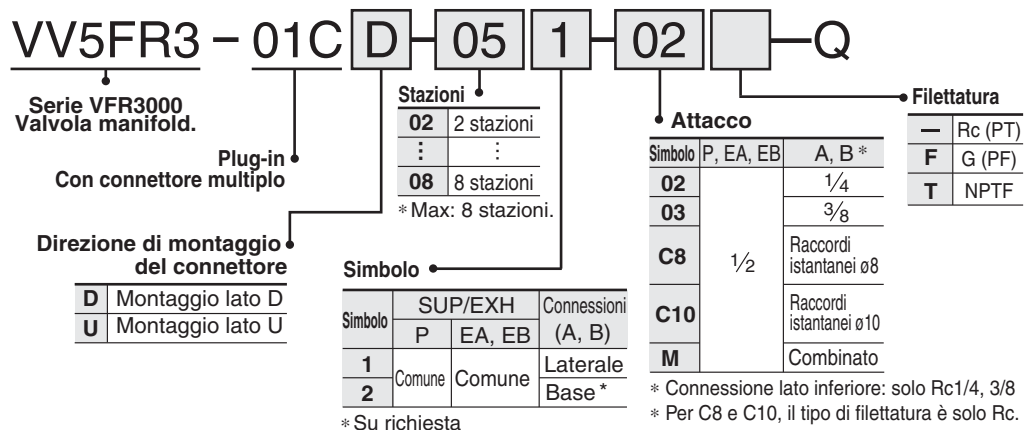 VV5FR3 – 01C D – 05 1 – 02 – Q
Serie VFR3000
Valvola manifold.
Plug-in
Con connettore multiplo
Direzione di montaggio
del connettore
D Montaggio lato D
U Montaggio lato U
Stazioni
02 2 stazioni
⋮ ⋮
08 8 stazioni
* Max: 8 stazioni.
Simbolo
Simbolo SUP/EXH Connessioni
P EA, EB (A, B)
1 Comune Comune Laterale
2 Base *
* Su richiesta
Attacco
Simbolo P, EA, EB A, B *
02 1/2 1/4
03 3/8
C8 Raccordi
istantanei ø8
C10 Raccordi
istantanei ø10
M Combinato
* Connessione lato inferiore: solo Rc1/4, 3/8
* Per C8 e C10, il tipo di filettatura è solo Rc.
Filettatura
— Rc (PT)
F G (PF)
T NPTF